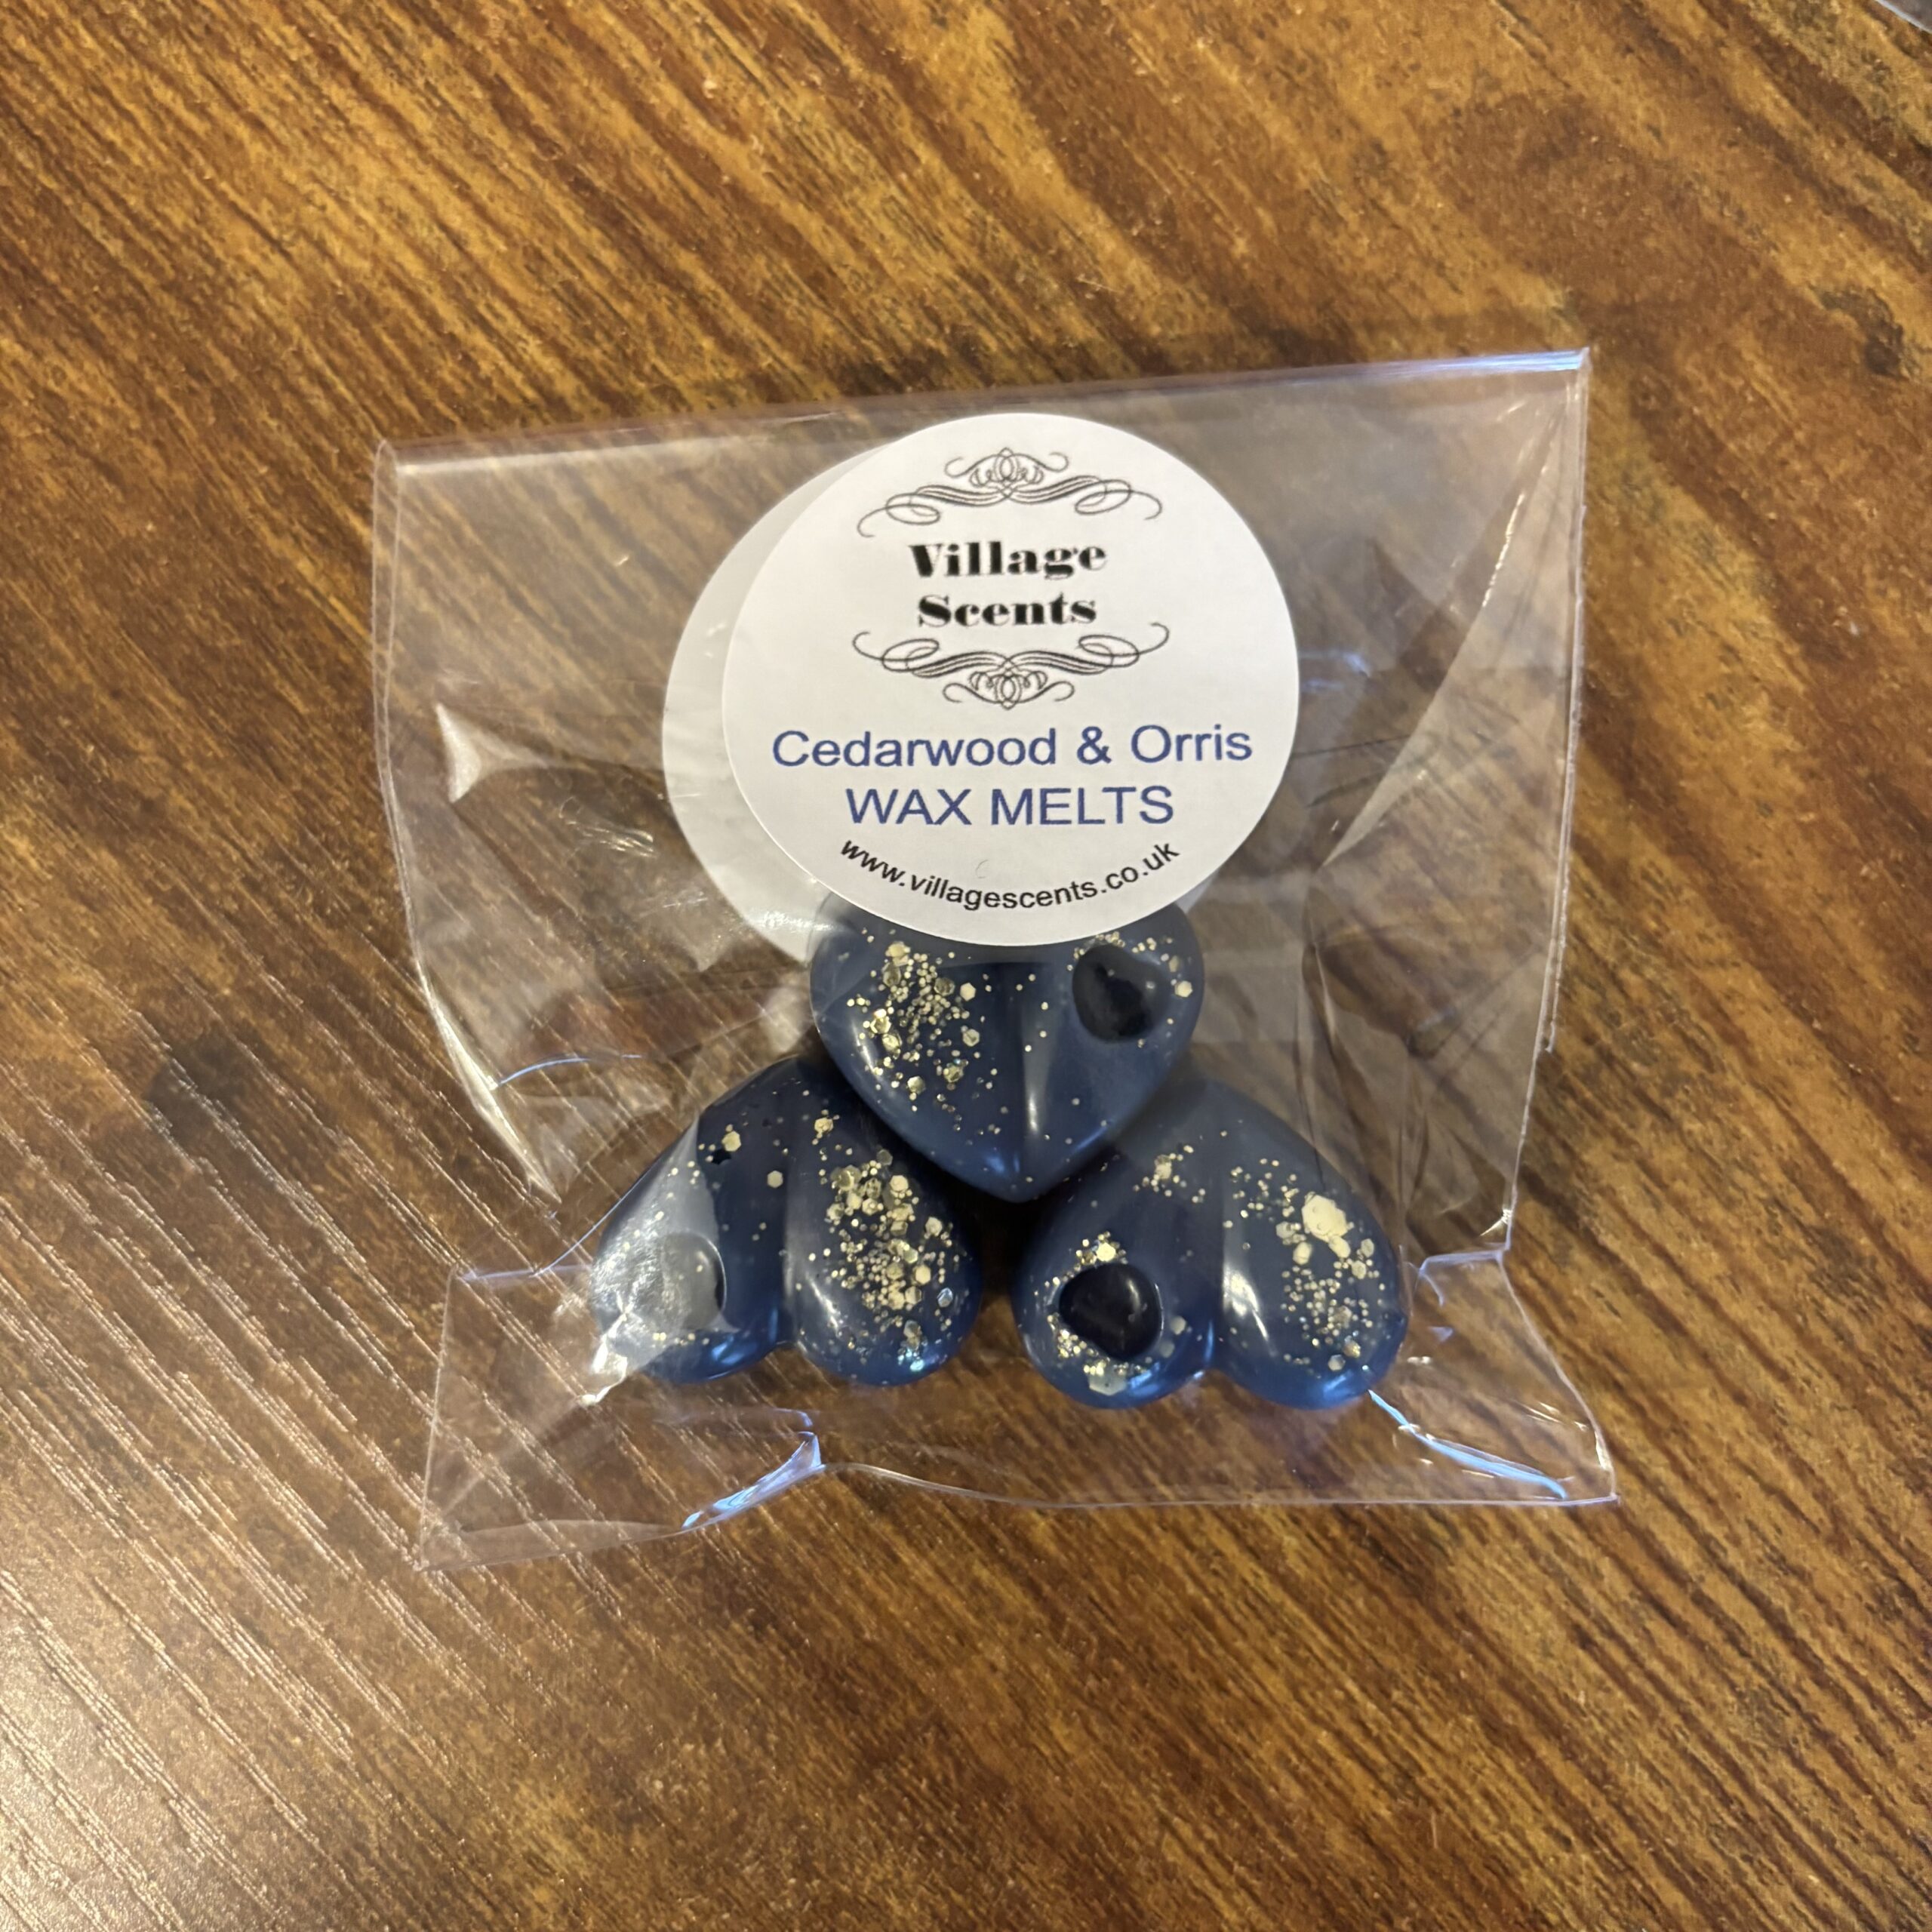 Village
Scents
Cedarwood & Orris
WAX MELTS
www.villagescents.co.uk